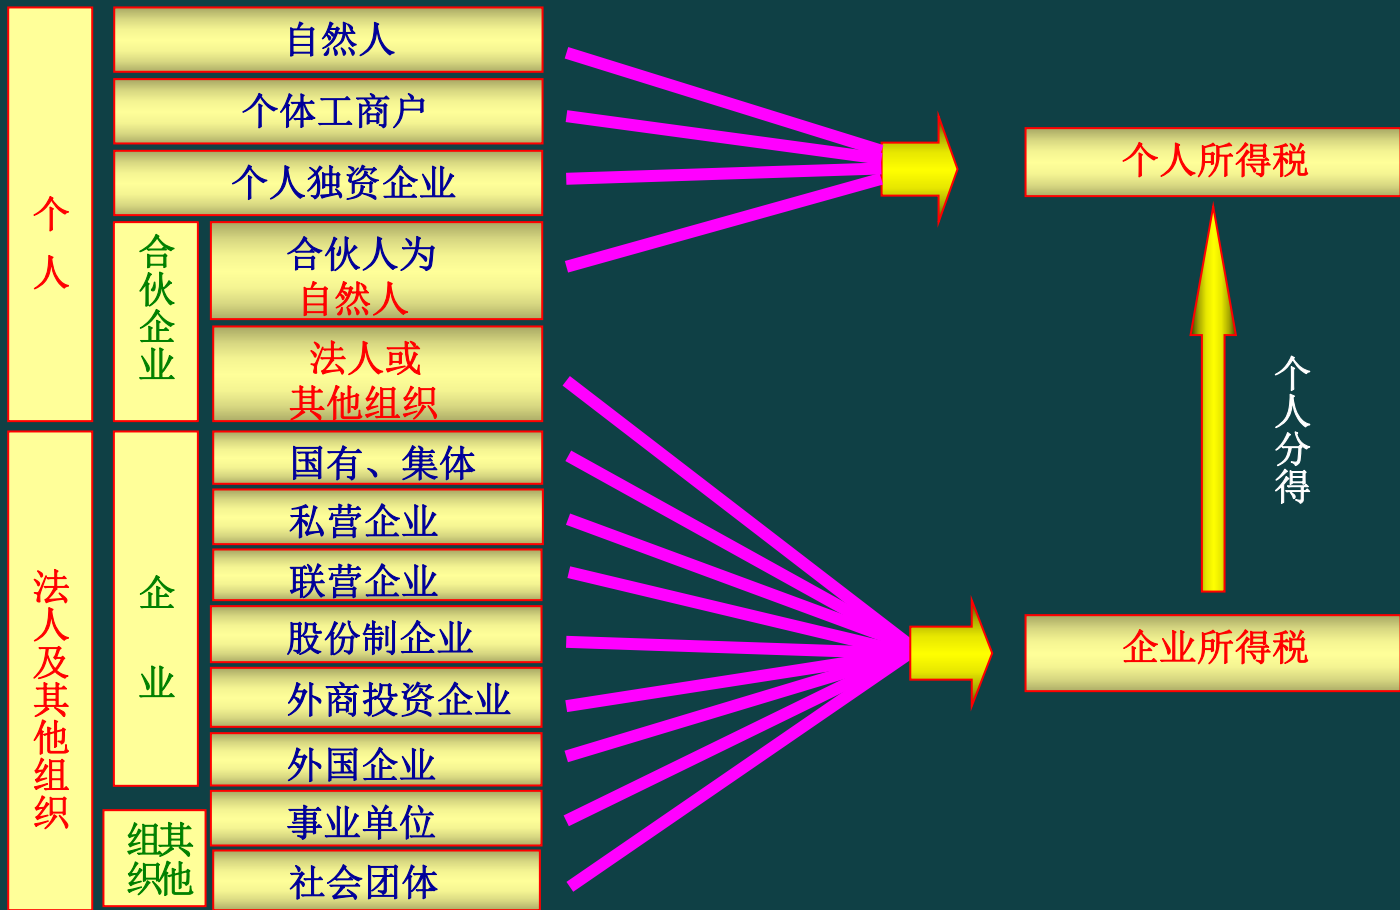 个人
自然人
个体工商户
个人独资企业
合伙企业
合伙人为
自然人
法人或
其他组织
个人所得税
个人分得
法人及其他组织
企业
国有、集体
私营企业
联营企业
股份制企业
外商投资企业
外国企业
其他
组织
事业单位
社会团体
企业所得税